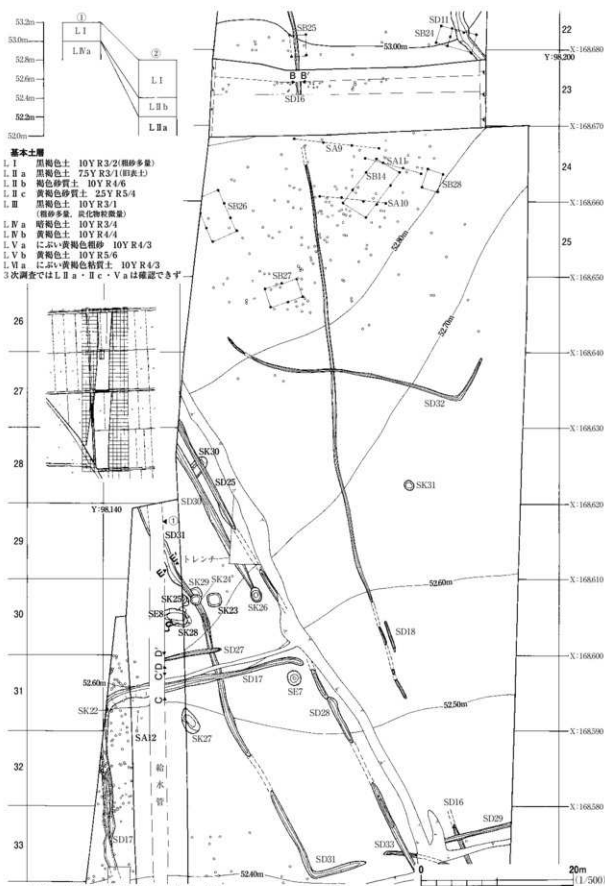 53.2m
53.0m
52.8m
52.6m
52.4m
52.2m
52.0m
①
L I
L Ⅳa
②
L I
L Ⅱb
L Ⅲa
基本土層
L Ⅰ 黒褐色土 10YR3/2(粗砂多量)
L Ⅱa 黒褐色土 7.5YR3/1(旧表土)
L Ⅱb 褐色砂質土 10YR4/6
L Ⅱc 黄褐色砂質土 2.5YR5/4
L Ⅲ 黒褐色土 10YR3/1
(粗砂多量、炭化物粒微量)
L Ⅳa 暗褐色土 10YR3/4
L Ⅳb 黄褐色土 10YR4/4
L Ⅴa にぶい黄褐色粗砂 10YR4/3
L Ⅴb 黄褐色土 10YR5/6
L Ⅵa にぶい黄褐色粘質土 10YR4/3
3次調査ではLⅡa・Ⅱc・Ⅴaは確認できず
SB25
SD11
SB24
22
53.00m
X:168,680
Y:98,200
B B'
SD16
23
X:168,670
SA9
SA11
SB14
SB28
24
SB26
SA10
X:168,660
52.80m
25
SB27
X:168,650
26
52.70m
X:168,640
SD32
27
X:168,630
SK30
28
SD25
SK31
SD30
X:168,620
Y:98,140
①
SD31
29
トレンチ
E E'
52.60m
X:168,610
SK29
SK24
SK25
SK23
SK26
SE8
30
SK28
SD18
SD27
X:168,600
D'
D
C'
C
52.60m
SD17
SE7
31
52.50m
SK22
SD28
SA12
SK27
X:168,590
32
給水管
X:168,580
SD16
SD29
SD17
33
SD31
SD33
52.40m
0
20m
(1/500)